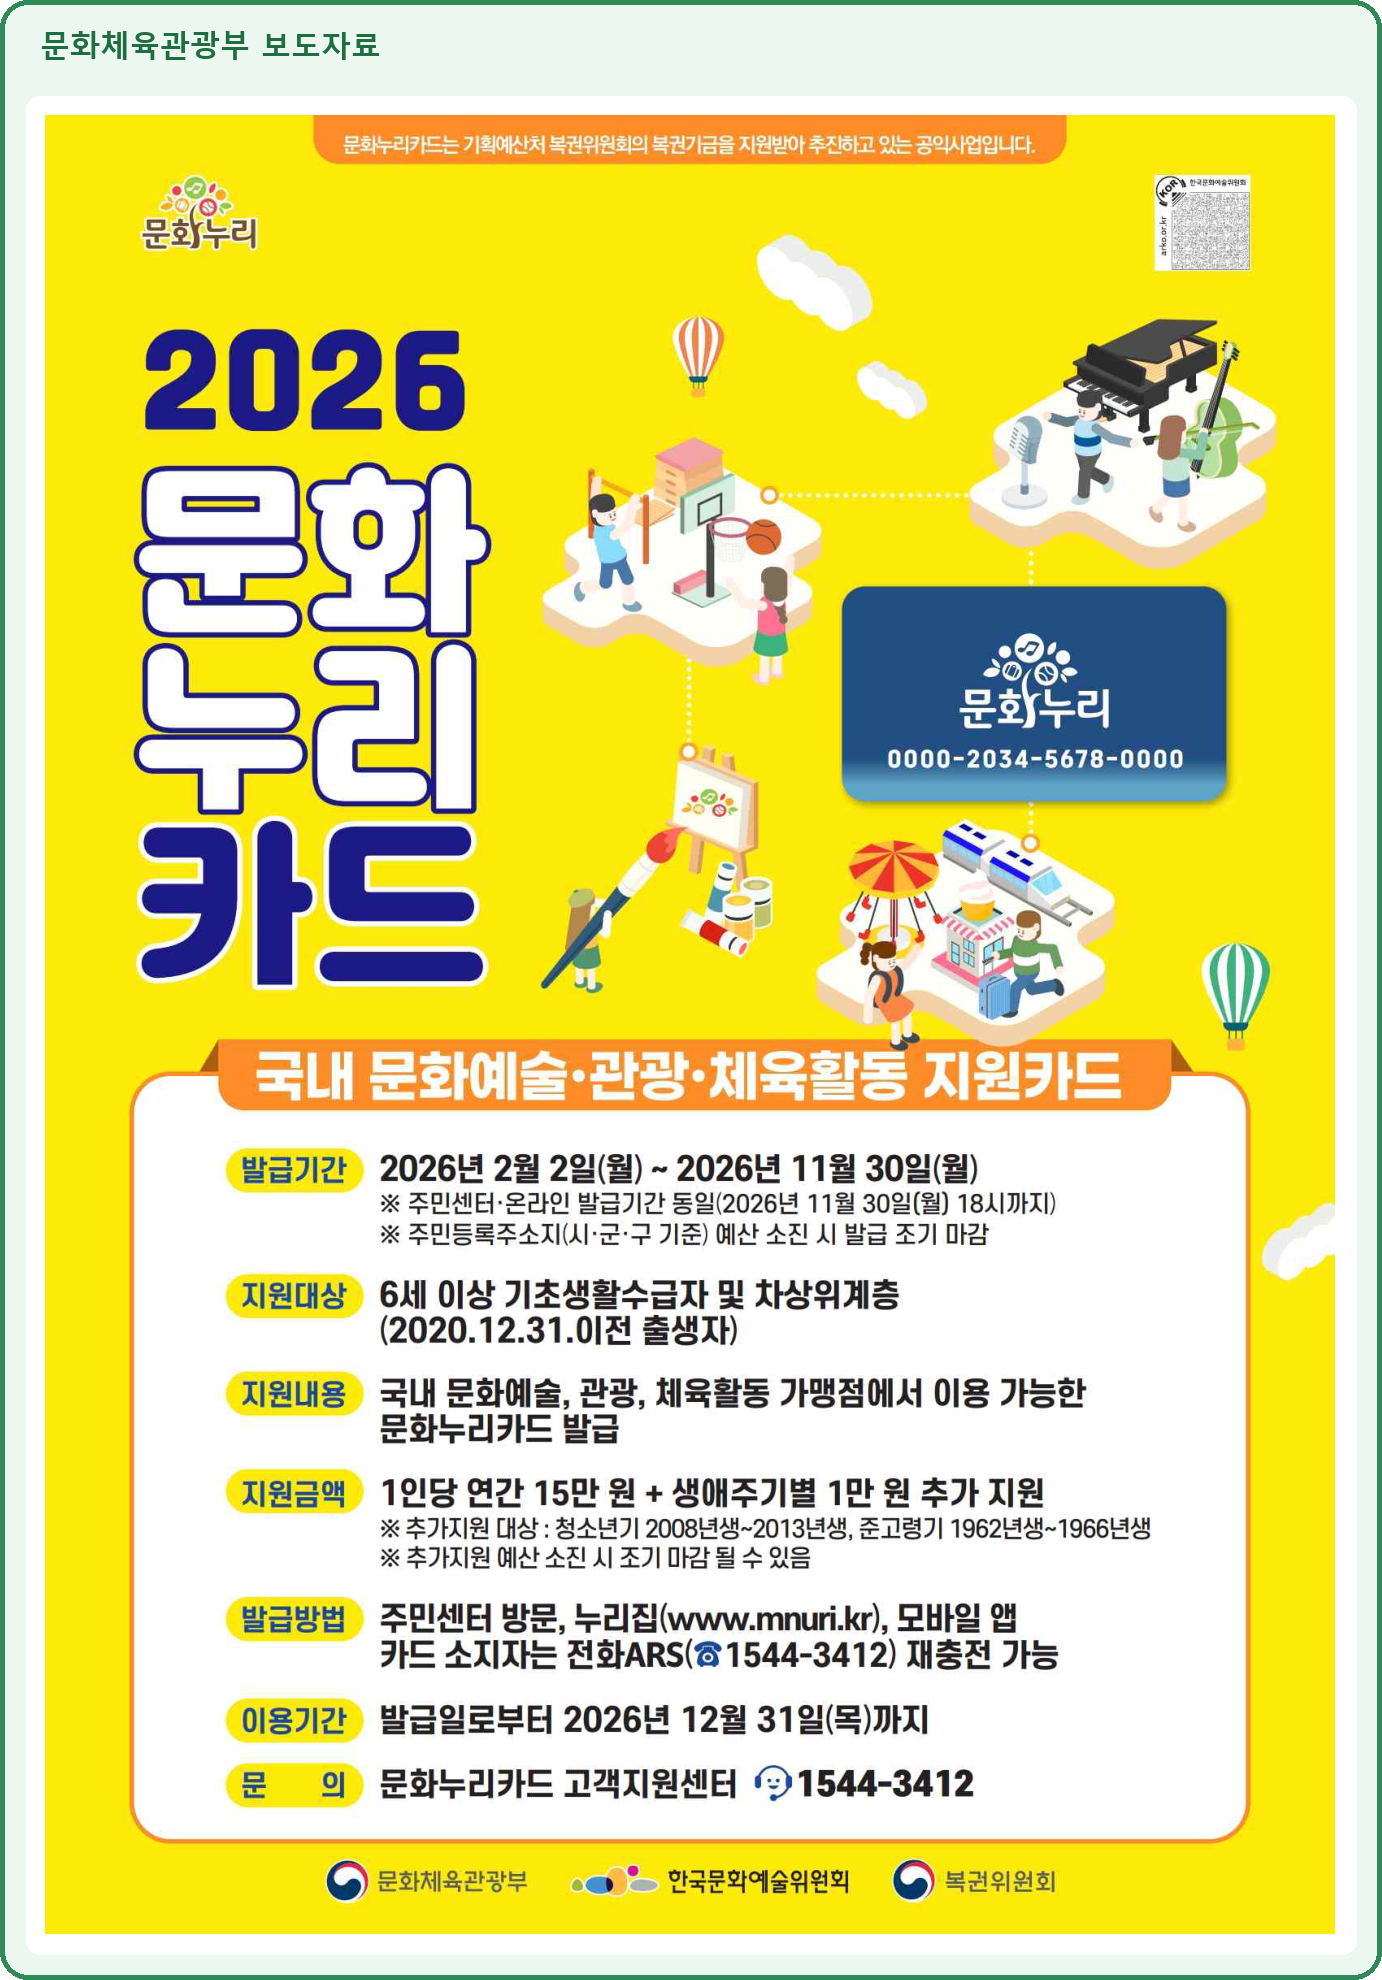 문화체육관광부 보도자료
문화누리카드는 기획예산처 복권위원회의 복권기금을 지원받아 추진하고 있는 공익사업입니다.
문화누리
KOR
한국문화예술위원회
arko.or.kr
2026
문화
누리
카드
문화누리
0000-2034-5678-0000
국내 문화예술·관광·체육활동 지원카드
발급기간 2026년 2월 2일(월) ~ 2026년 11월 30일(월)
※ 주민센터·온라인 발급기간 동일(2026년 11월 30일(월) 18시까지)
※ 주민등록주소지(시·군·구 기준) 예산 소진 시 발급 조기 마감
지원대상 6세 이상 기초생활수급자 및 차상위계층
(2020.12.31.이전 출생자)
지원내용 국내 문화예술, 관광, 체육활동 가맹점에서 이용 가능한
문화누리카드 발급
지원금액 1인당 연간 15만 원 + 생애주기별 1만 원 추가 지원
※ 추가지원 대상 : 청소년기 2008년생~2013년생, 준고령기 1962년생~1966년생
※ 추가지원 예산 소진 시 조기 마감 될 수 있음
발급방법 주민센터 방문, 누리집(www.mnuri.kr), 모바일 앱
카드 소지자는 전화ARS(☎1544-3412) 재충전 가능
이용기간 발급일로부터 2026년 12월 31일(목)까지
문 의 문화누리카드 고객지원센터 1544-3412
문화체육관광부 한국문화예술위원회 복권위원회